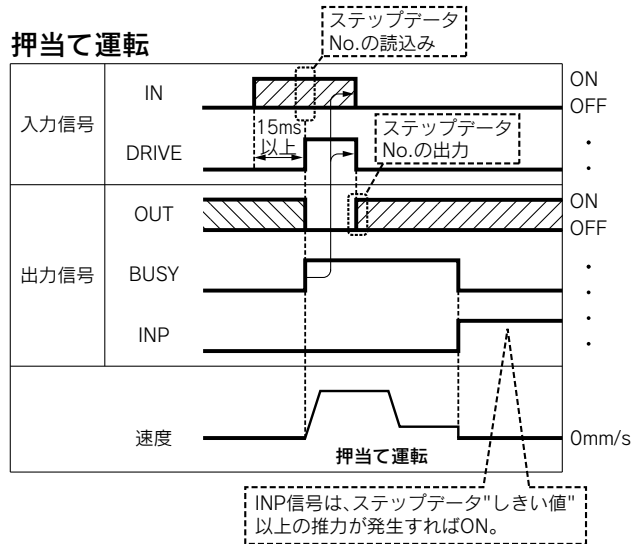 押当て運転
ステップデータ
No.の読込み
入力信号
IN
ON
OFF
15ms
以上
DRIVE
ステップデータ
No.の出力
出力信号
OUT
ON
OFF
BUSY
INP
速度
0mm/s
押当て運転
INP信号は、ステップデータ"しきい値"
以上の推力が発生すればON。